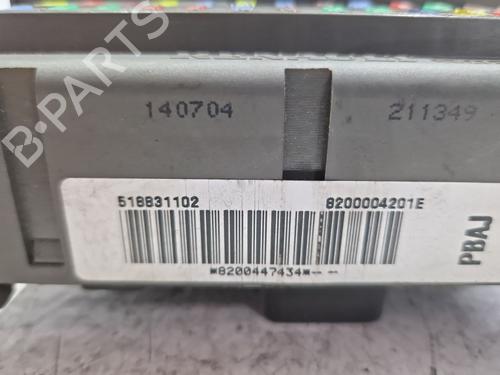 140704 211349
518831102 8200004201E
PBAJ
*8200447434*-- --
B-PARTS